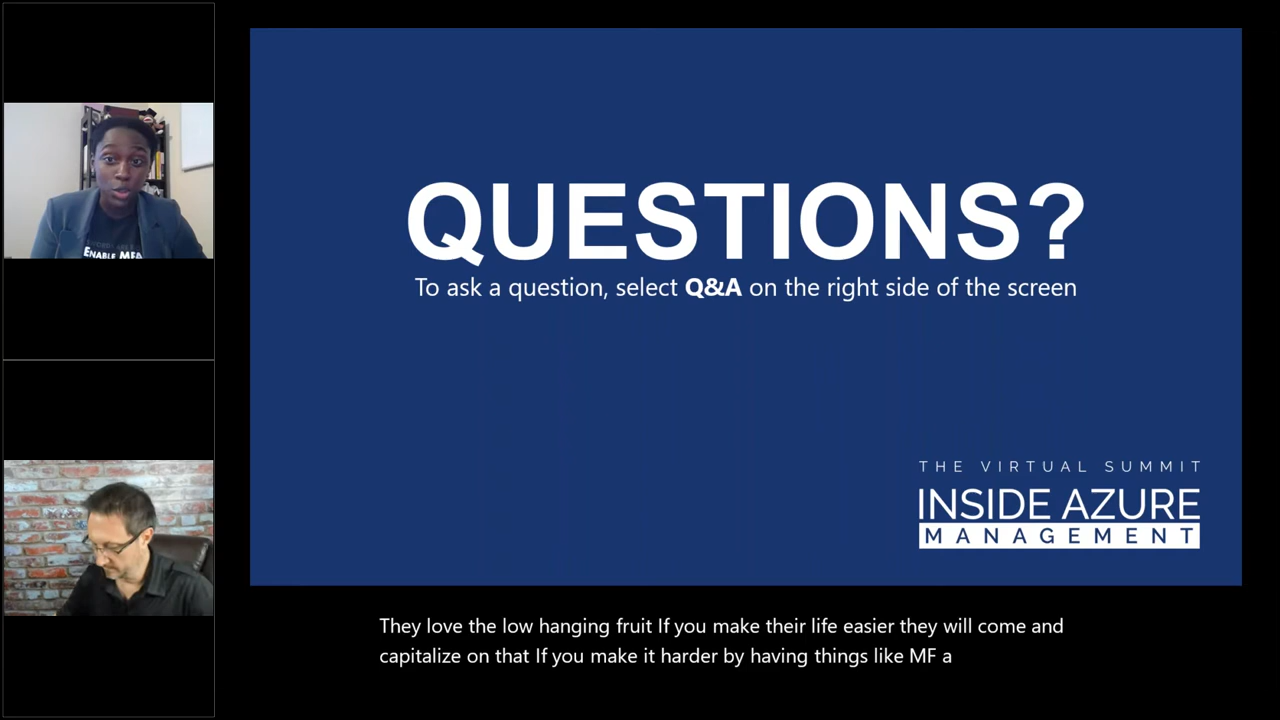 ENABLE MFA
QUESTIONS?
To ask a question, select Q&A on the right side of the screen
THE VIRTUAL SUMMIT
INSIDE AZURE
MANAGEMENT
They love the low hanging fruit If you make their life easier they will come and
capitalize on that If you make it harder by having things like MF a